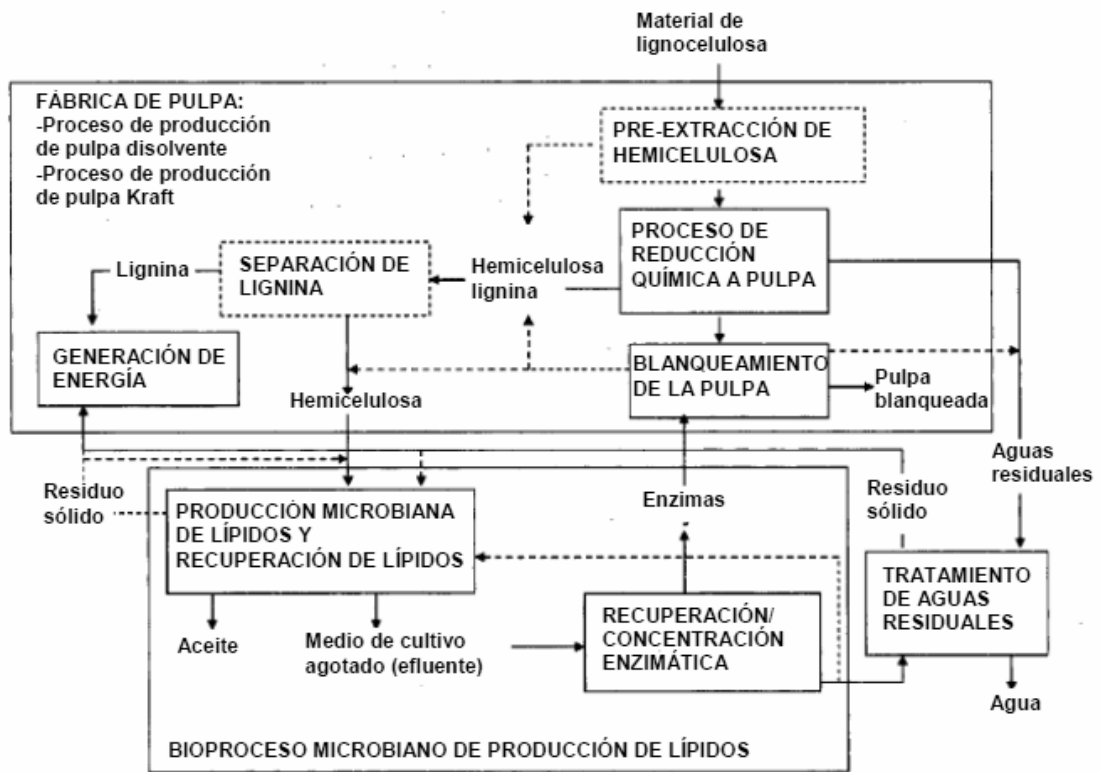 Material de
lignocelulosa
FÁBRICA DE PULPA:
-Proceso de producción
de pulpa disolvente
-Proceso de producción
de pulpa Kraft
PRE-EXTRACCIÓN DE
HEMICELULOSA
PROCESO DE
REDUCCIÓN
QUÍMICA A PULPA
Hemicelulosa
lignina
SEPARACIÓN DE
LIGNINA
Lignina
GENERACIÓN DE
ENERGÍA
BLANQUEAMIENTO
DE LA PULPA
Pulpa
blanqueada
Hemicelulosa
Aguas
residuales
Residuo
sólido
Enzimas
Residuo
sólido
PRODUCCIÓN MICROBIANA
DE LÍPIDOS Y
RECUPERACIÓN DE LÍPIDOS
TRATAMIENTO
DE AGUAS
RESIDUALES
RECUPERACIÓN/
CONCENTRACIÓN
ENZIMÁTICA
Aceite
Medio de cultivo
agotado (efluente)
Agua
BIOPROCESO MICROBIANO DE PRODUCCIÓN DE LÍPIDOS